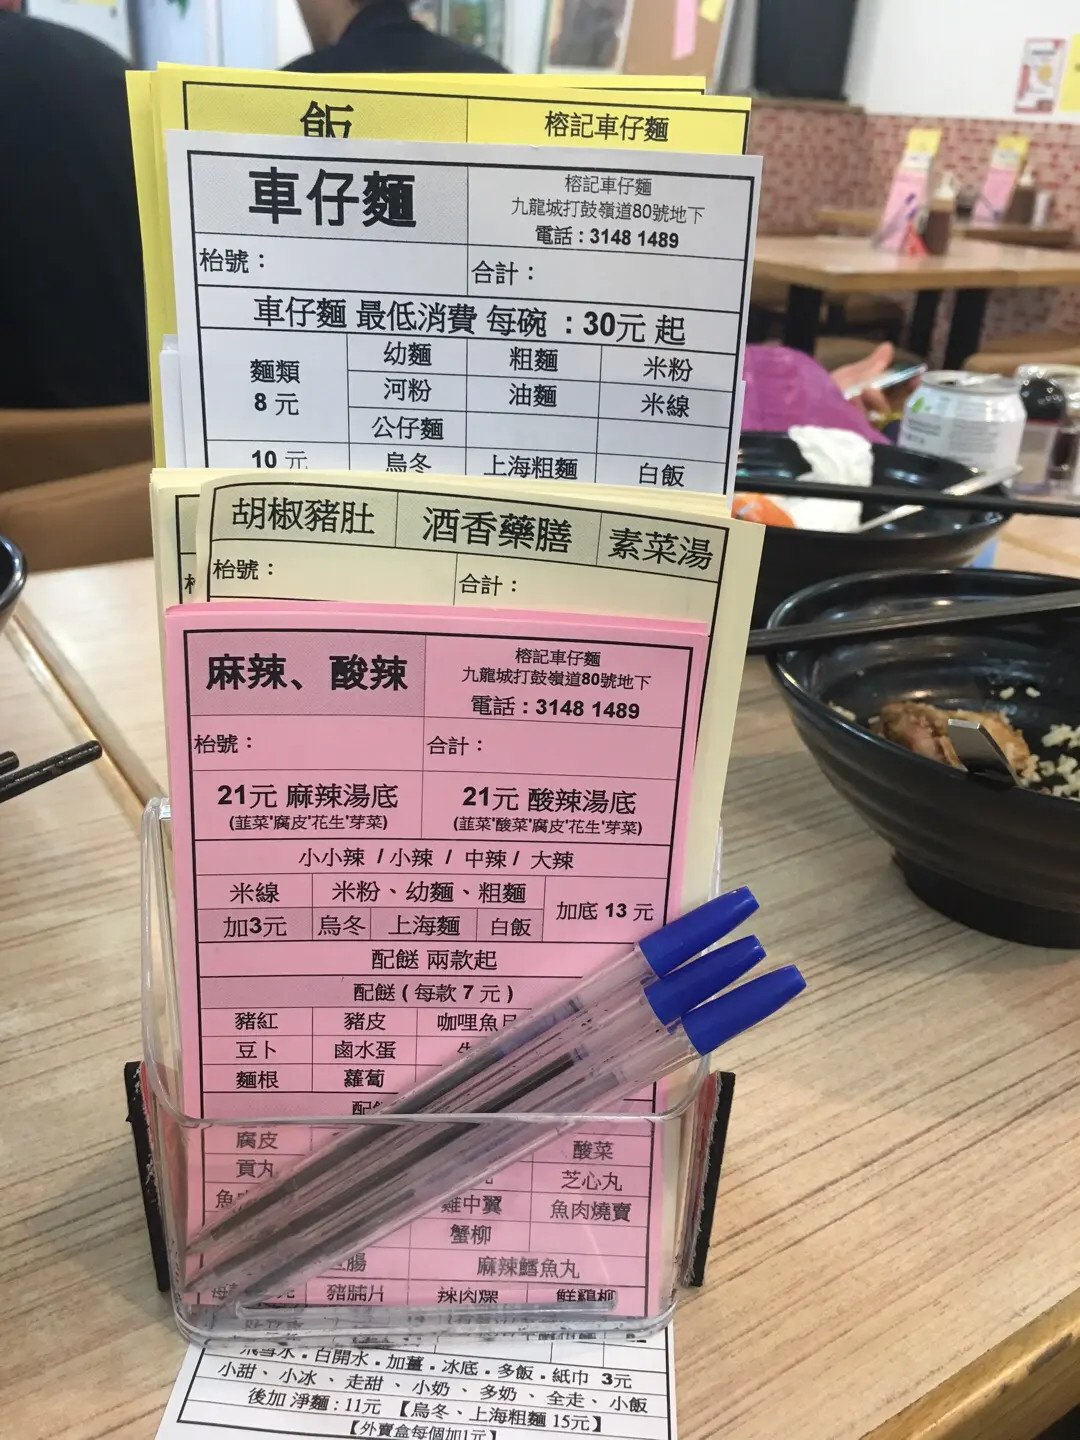 飯 榕記車仔麵
車仔麵
榕記車仔麵
九龍城打鼓嶺道80號地下
電話 : 3148 1489
枱號： 合計：
車仔麵 最低消費 每碗 ：30元 起
麵類
8 元
幼麵 粗麵 米粉
河粉 油麵 米線
公仔麵
10 元 烏冬 上海粗麵 白飯
胡椒豬肚 酒香藥膳 素菜湯
枱號： 合計：
麻辣、酸辣
榕記車仔麵
九龍城打鼓嶺道80號地下
電話 : 3148 1489
枱號： 合計：
21元 麻辣湯底 21元 酸辣湯底
(韮菜'腐皮'花生'芽菜) (韮菜'酸菜'腐皮'花生'芽菜)
小小辣 / 小辣 / 中辣 / 大辣
米線 米粉、幼麵、粗麵 加底 13 元
加3元 烏冬 上海麵 白飯
配餸 兩款起
配餸 ( 每款 7 元 )
豬紅 豬皮 咖哩魚
豆卜 鹵水蛋
麵根 蘿蔔
配
腐皮 酸菜
貢丸 芝心丸
魚 雞中翼 魚肉燒賣
蟹柳
腸 麻辣鱈魚丸
豬腩片 辣肉 鮮雞柳
白開水．加薑．冰底．多飯．紙巾 3元
小甜、小冰、走甜、小奶、多奶、全走、小飯
後加 淨麵 : 11元 【烏冬、上海粗麵 15元】
【外賣盒每個加1元】